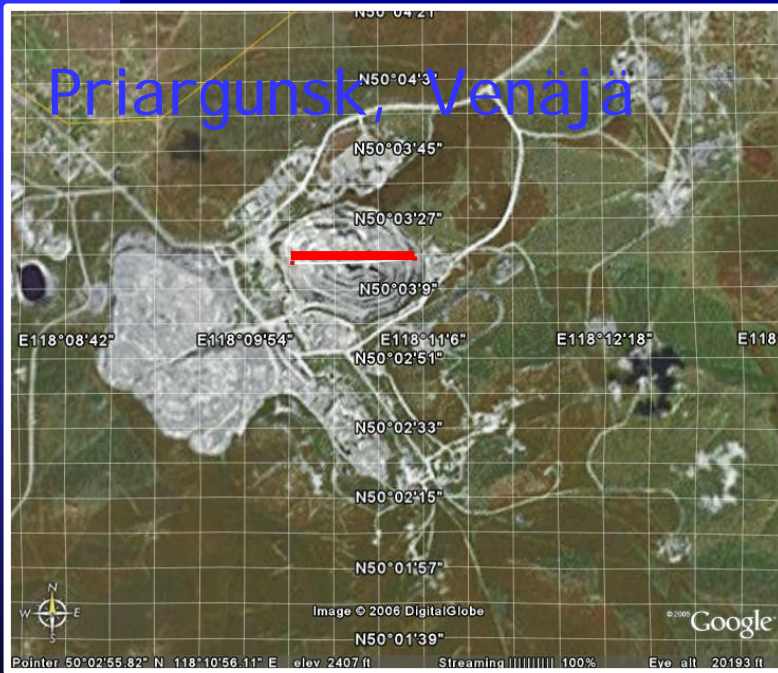 N50°04'21"
Priargunsk, Venäjä
N50°04'3"
N50°03'45"
N50°03'27"
N50°03'9"
E118°08'42" E118°09'54" E118°11'6" E118°12'18" E118
N50°02'51"
N50°02'33"
N50°02'15"
N50°01'57"
N
W E
S
Image © 2006 DigitalGlobe
©2005 Google™
N50°01'39"
Pointer 50°02'55.82" N 118°10'56.11" E elev 2407 ft Streaming |||||||||| 100% Eye alt 20193 ft